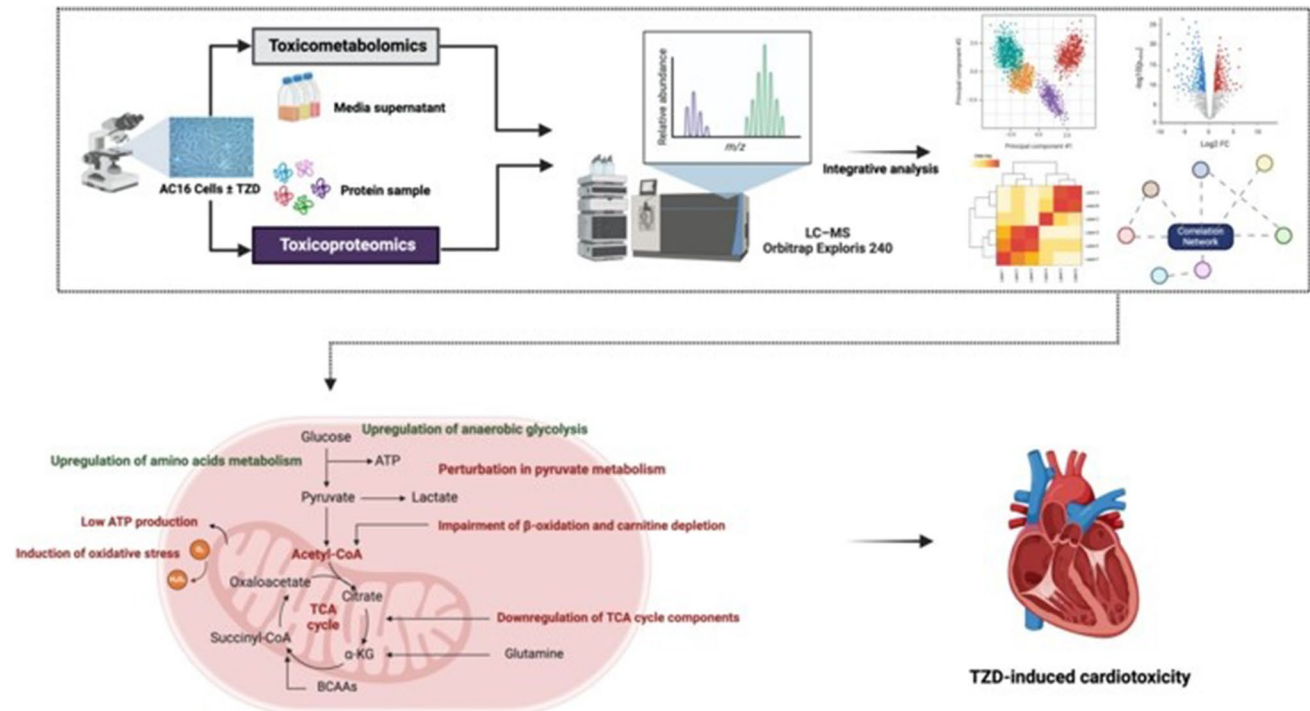 Toxicometabolomics
Media supernatant
AC16 Cells ± TZD
Protein sample
Toxicoproteomics
Relative abundance
m/z
LC–MS
Orbitrap Exploris 240
Integrative analysis
Principal component #2
Principal component #1
Log2 FC
Correlation
Network
Glucose
Upregulation of anaerobic glycolysis
Upregulation of amino acids metabolism
ATP
Perturbation in pyruvate metabolism
Pyruvate
Lactate
Low ATP production
Impairment of β-oxidation and carnitine depletion
Induction of oxidative stress
Acetyl-CoA
Oxaloacetate
Citrate
TCA
cycle
Downregulation of TCA cycle components
Succinyl-CoA
α-KG
Glutamine
BCAAs
TZD-induced cardiotoxicity